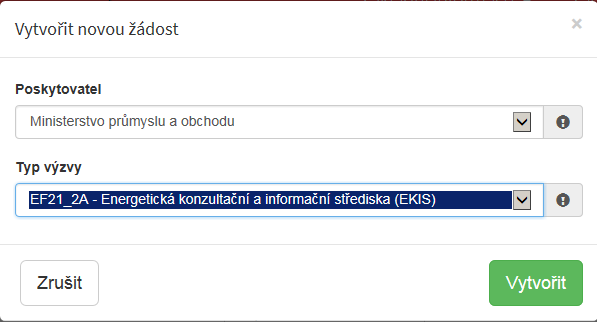 Vytvořit novou žádost
×
Poskytovatel
Ministerstvo průmyslu a obchodu
Typ výzvy
EF21_2A - Energetická konzultační a informační střediska (EKIS)
Zrušit
Vytvořit